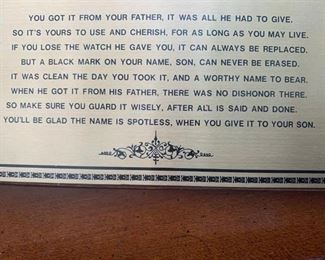 YOU GOT IT FROM YOUR FATHER, IT WAS ALL HE HAD TO GIVE,
SO IT'S YOURS TO USE AND CHERISH, FOR AS LONG AS YOU MAY LIVE.
IF YOU LOSE THE WATCH HE GAVE YOU, IT CAN ALWAYS BE REPLACED.
BUT A BLACK MARK ON YOUR NAME, SON, CAN NEVER BE ERASED.
IT WAS CLEAN THE DAY YOU TOOK IT, AND A WORTHY NAME TO BEAR.
WHEN HE GOT IT FROM HIS FATHER, THERE WAS NO DISHONOR THERE.
SO MAKE SURE YOU GUARD IT WISELY, AFTER ALL IS SAID AND DONE.
YOU'LL BE GLAD THE NAME IS SPOTLESS, WHEN YOU GIVE IT TO YOUR SON.